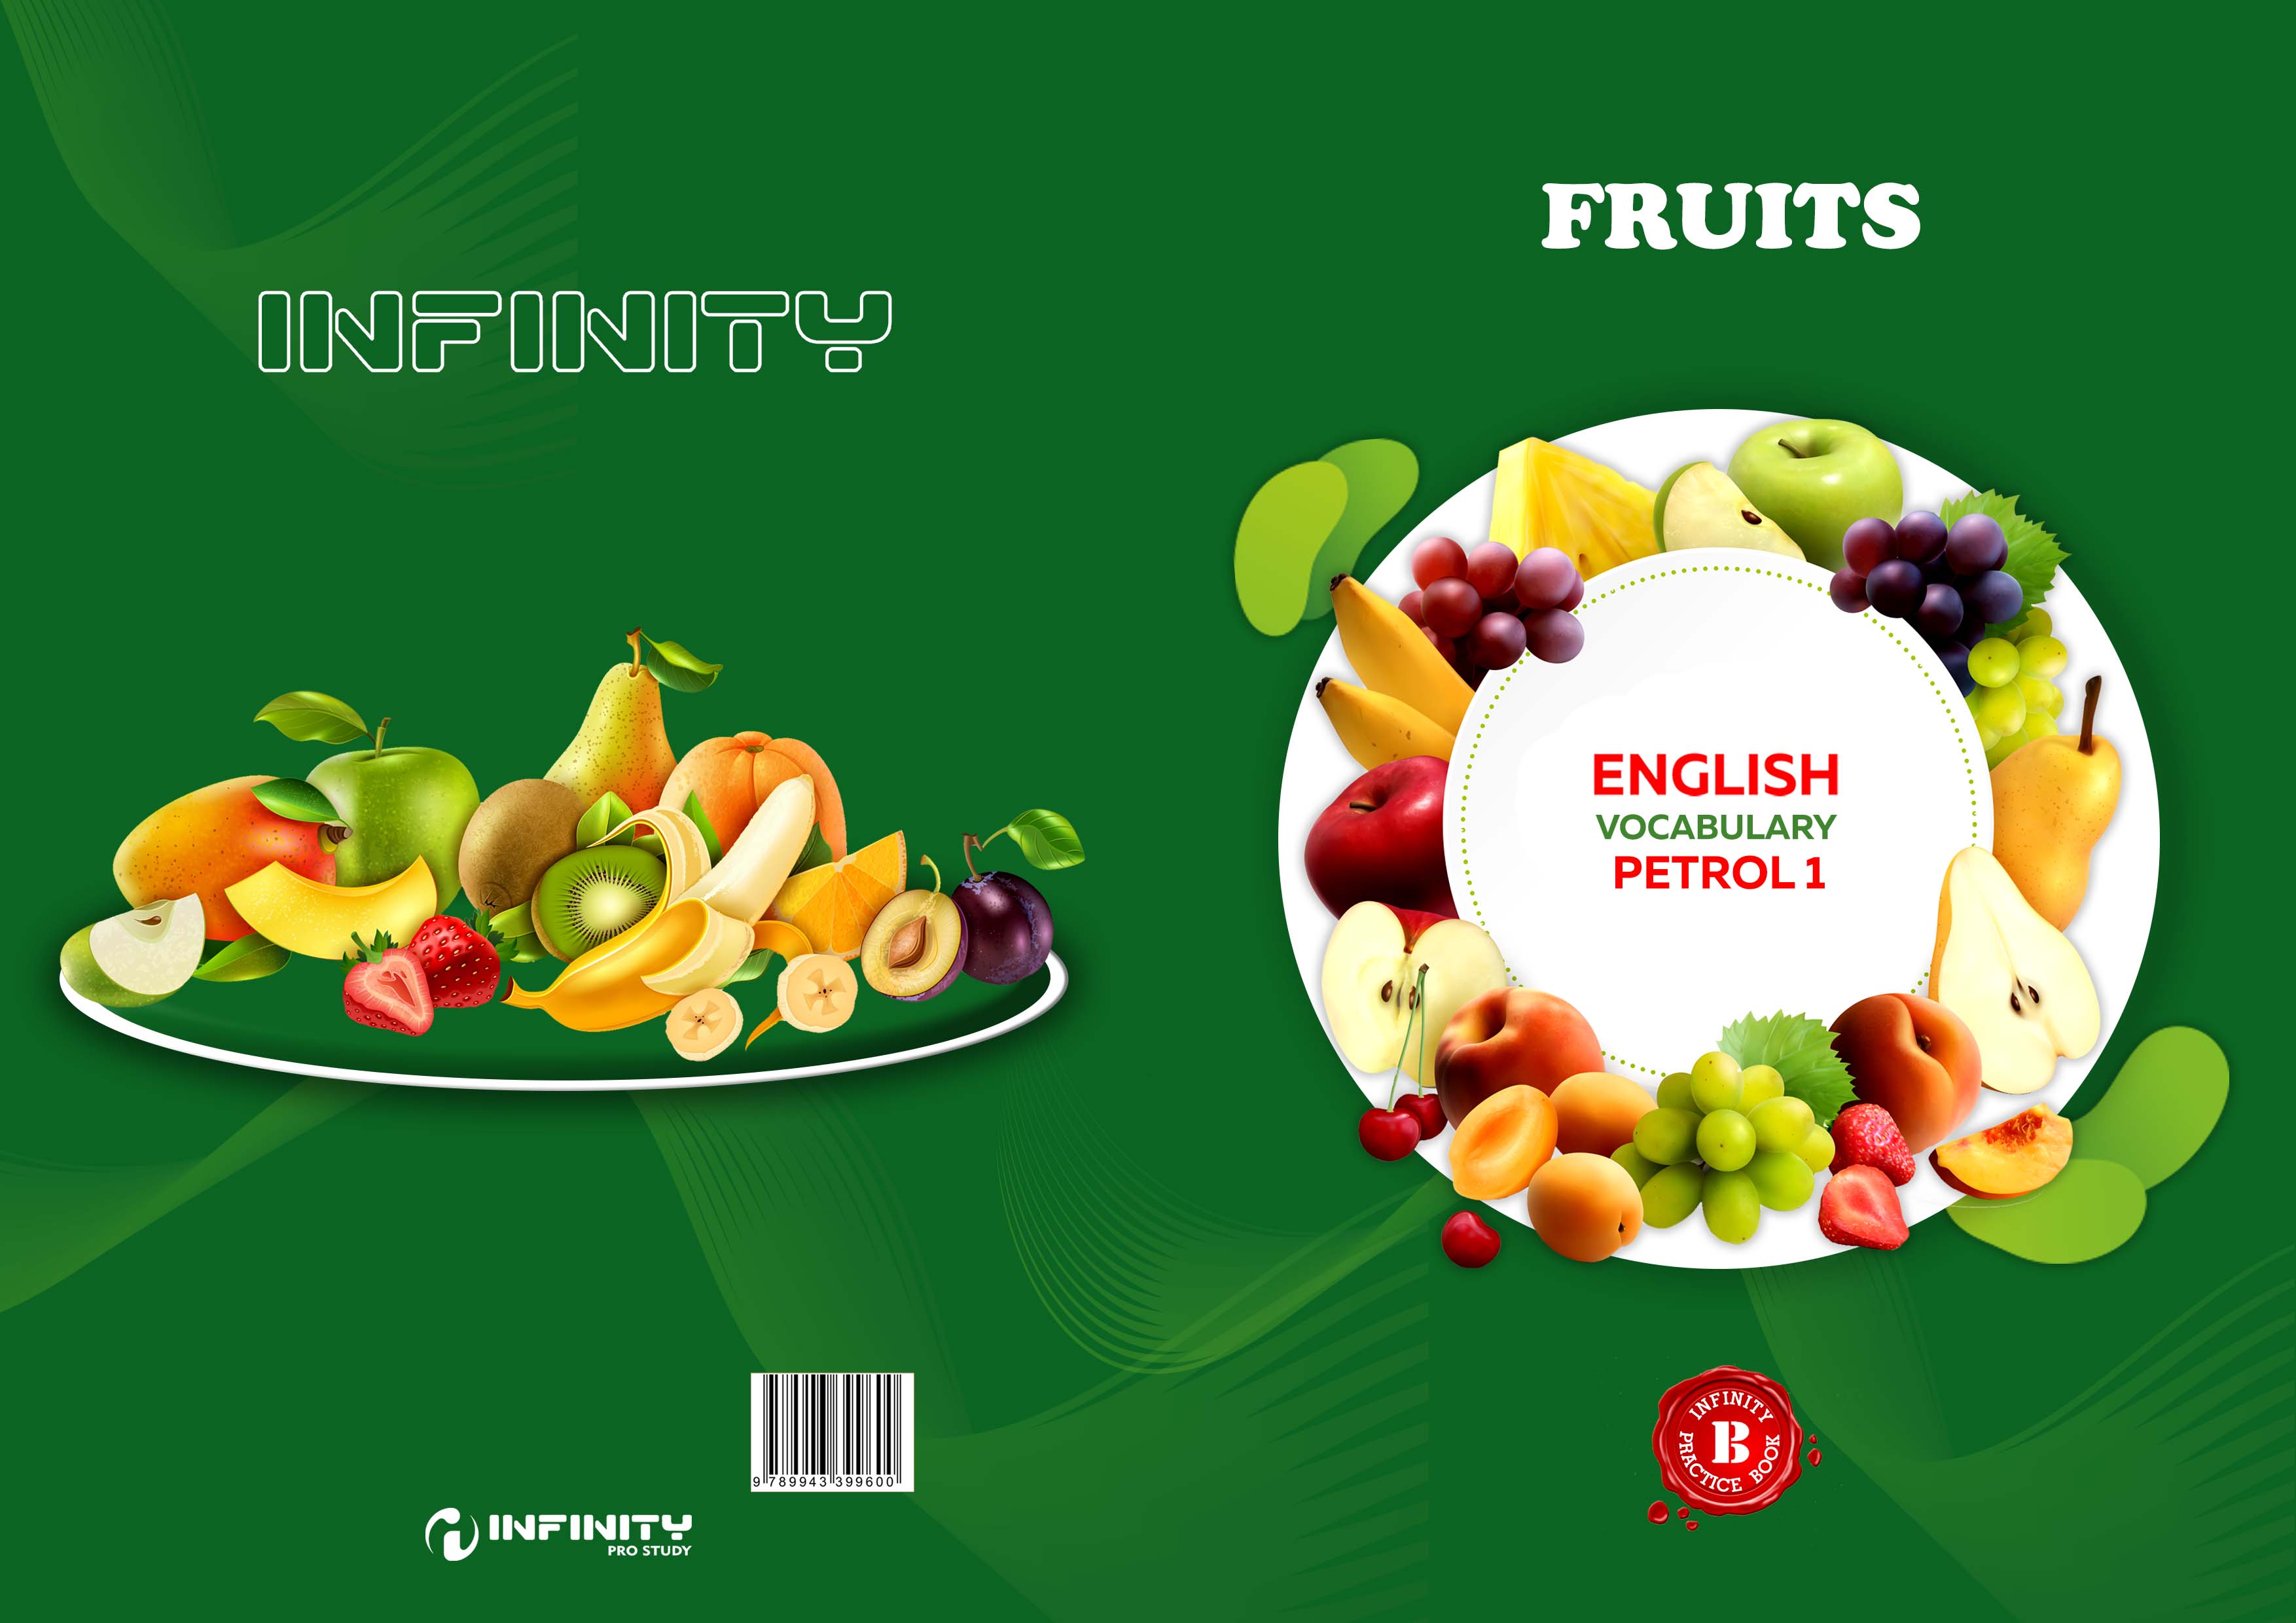 INFINITY
9 789943 399600
INFINITY
PRO STUDY
FRUITS
ENGLISH
VOCABULARY
PETROL 1
INFINITY
B
PRACTICE BOOK